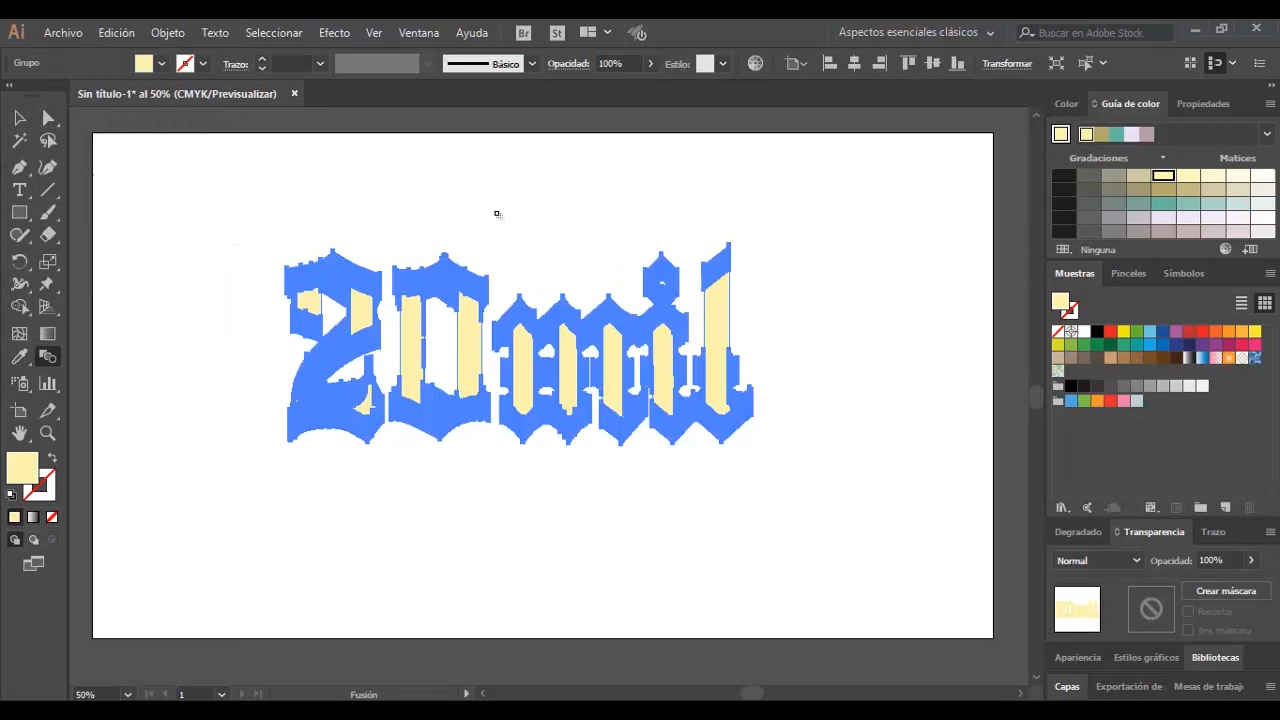 Ai Archivo Edición Objeto Texto Seleccionar Efecto Ver Ventana Ayuda Br St Aspectos esenciales clásicos Buscar en Adobe Stock
Grupo Trazo: Básico Opacidad: 100% Estilo: Transformar
Sin título-1* al 50% (CMYK/Previsualizar)
Color Guía de color Propiedades
Gradaciones Matices
Ninguna
Muestras Pinceles Símbolos
20mil
Degradado Transparencia Trazo
Normal Opacidad: 100%
Crear máscara
Recortar
Inv. máscara
Apariencia Estilos gráficos Bibliotecas
Capas Exportación de Mesas de trabaj
50% 1 Fusión